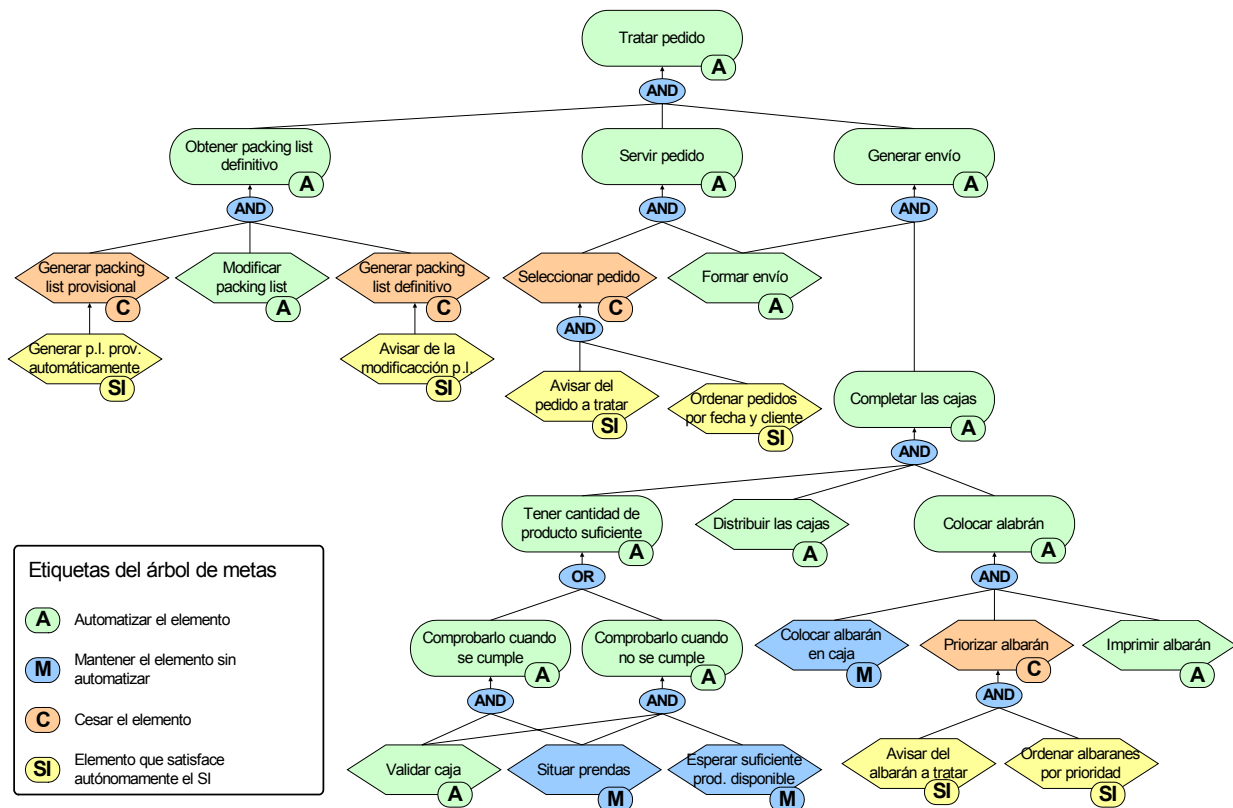 Tratar pedido
A
AND
Obtener packing list
definitivo
A
Servir pedido
A
Generar envío
A
AND
AND
AND
Generar packing
list provisional
C
Modificar
packing list
A
Generar packing
list definitivo
C
Seleccionar pedido
C
Formar envío
A
AND
Generar p.l. prov.
automáticamente
SI
Avisar de la
modificacción p.l.
SI
Avisar del
pedido a tratar
SI
Ordenar pedidos
por fecha y cliente
SI
Completar las cajas
A
AND
Tener cantidad de
producto suficiente
A
Distribuir las cajas
A
Colocar alabrán
A
OR
AND
Comprobarlo cuando
se cumple
A
Comprobarlo cuando
no se cumple
A
Colocar albarán
en caja
M
Priorizar albarán
C
Imprimir albarán
A
AND
AND
AND
Validar caja
A
Situar prendas
M
Esperar suficiente
prod. disponible
M
Avisar del
albarán a tratar
SI
Ordenar albaranes
por prioridad
SI
Etiquetas del árbol de metas
A Automatizar el elemento
M Mantener el elemento sin
automatizar
C Cesar el elemento
SI Elemento que satisface
autónomamente el SI